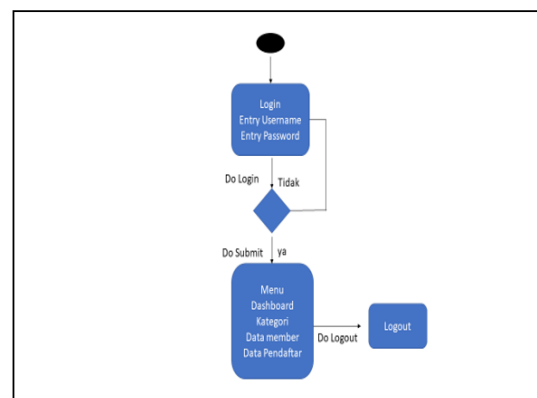 Login
Entry Username
Entry Password
Do Login
Tidak
Do Submit
ya
Menu
Dashboard
Kategori
Data member
Data Pendaftar
Do Logout
Logout